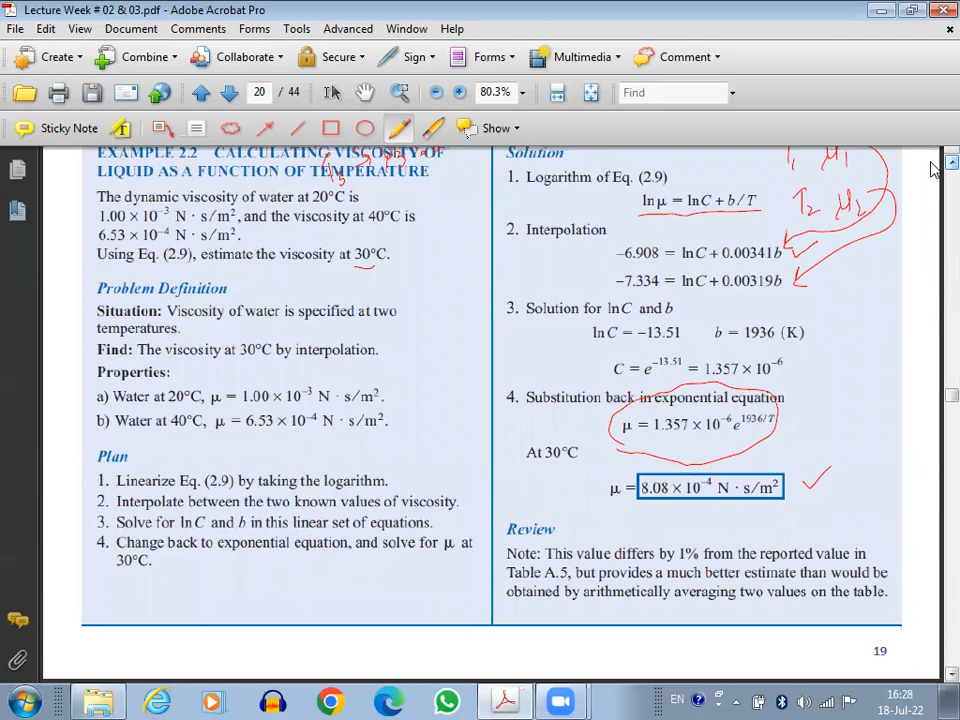 Lecture Week # 02 & 03.pdf - Adobe Acrobat Pro
File Edit View Document Comments Forms Tools Advanced Window Help
Create Combine Collaborate Secure Sign Forms Multimedia Comment
20 / 44 80.3% Find
Sticky Note Show
EXAMPLE 2.2 CALCULATING VISCOSITY OF
LIQUID AS A FUNCTION OF TEMPERATURE
The dynamic viscosity of water at 20°C is
1.00 × 10⁻³ N · s/m², and the viscosity at 40°C is
6.53 × 10⁻⁴ N · s/m².
Using Eq. (2.9), estimate the viscosity at 30°C.
Problem Definition
Situation: Viscosity of water is specified at two
temperatures.
Find: The viscosity at 30°C by interpolation.
Properties:
a) Water at 20°C, μ = 1.00 × 10⁻³ N · s/m².
b) Water at 40°C, μ = 6.53 × 10⁻⁴ N · s/m².
Plan
1. Linearize Eq. (2.9) by taking the logarithm.
2. Interpolate between the two known values of viscosity.
3. Solve for ln C and b in this linear set of equations.
4. Change back to exponential equation, and solve for μ at
30°C.
Solution
T₁ μ₁
1. Logarithm of Eq. (2.9)
ln μ = ln C + b/T
T₂ μ₂
2. Interpolation
–6.908 = ln C + 0.00341b
–7.334 = ln C + 0.00319b
3. Solution for ln C and b
ln C = –13.51 b = 1936 (K)
C = e⁻¹³·⁵¹ = 1.357 × 10⁻⁶
4. Substitution back in exponential equation
μ = 1.357 × 10⁻⁶ e^1936/T
At 30°C
μ = 8.08 × 10⁻⁴ N · s/m²
Review
Note: This value differs by 1% from the reported value in
Table A.5, but provides a much better estimate than would be
obtained by arithmetically averaging two values on the table.
19
EN
16:28
18-Jul-22